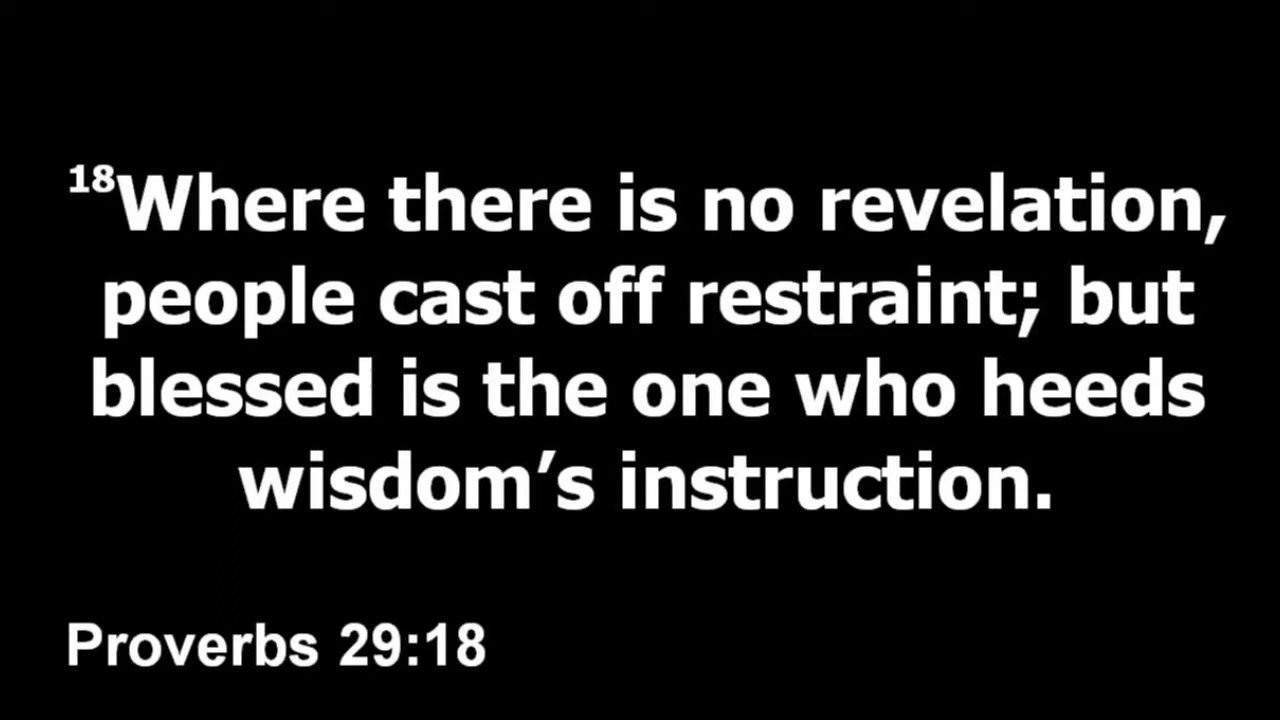 18Where there is no revelation,
people cast off restraint; but
blessed is the one who heeds
wisdom’s instruction.
Proverbs 29:18